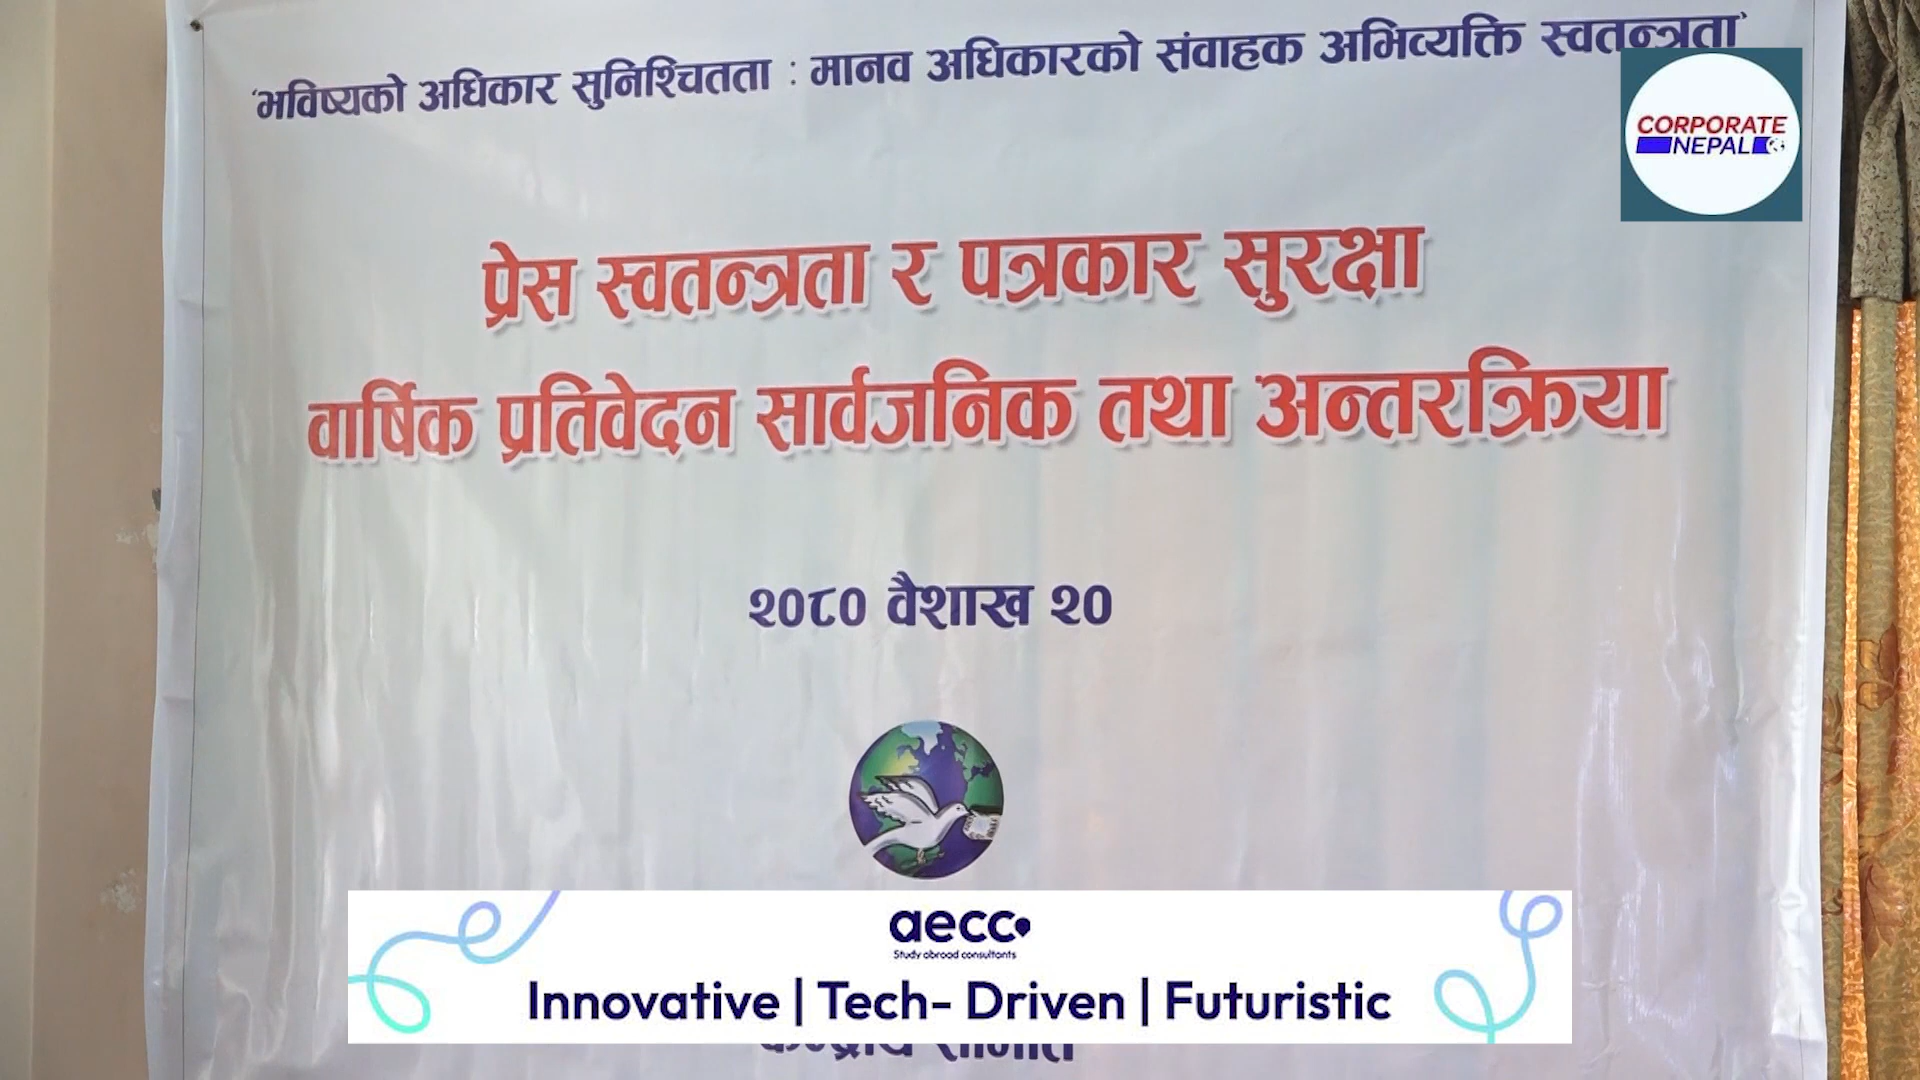 'भविष्यको अधिकार सुनिश्चितता : मानव अधिकारको संवाहक अभिव्यक्ति स्वतन्त्रता'
CORPORATE
NEPAL
प्रेस स्वतन्त्रता र पत्रकार सुरक्षा
वार्षिक प्रतिवेदन सार्वजनिक तथा अन्तरक्रिया
२०८० वैशाख २०
aecc
Study abroad consultants
Innovative | Tech- Driven | Futuristic